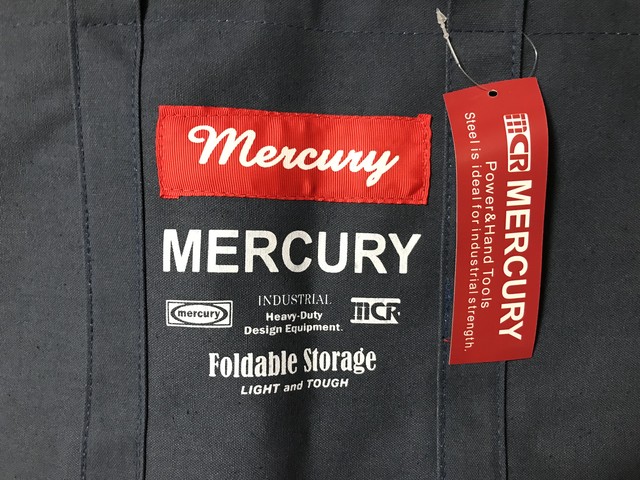 Mercury
MERCURY
mercury
INDUSTRIAL
Heavy-Duty
Design Equipment.
MCR
Foldable Storage
LIGHT and TOUGH
MCR MERCURY
Power&Hand Tools
Steel is ideal for industrial strength.